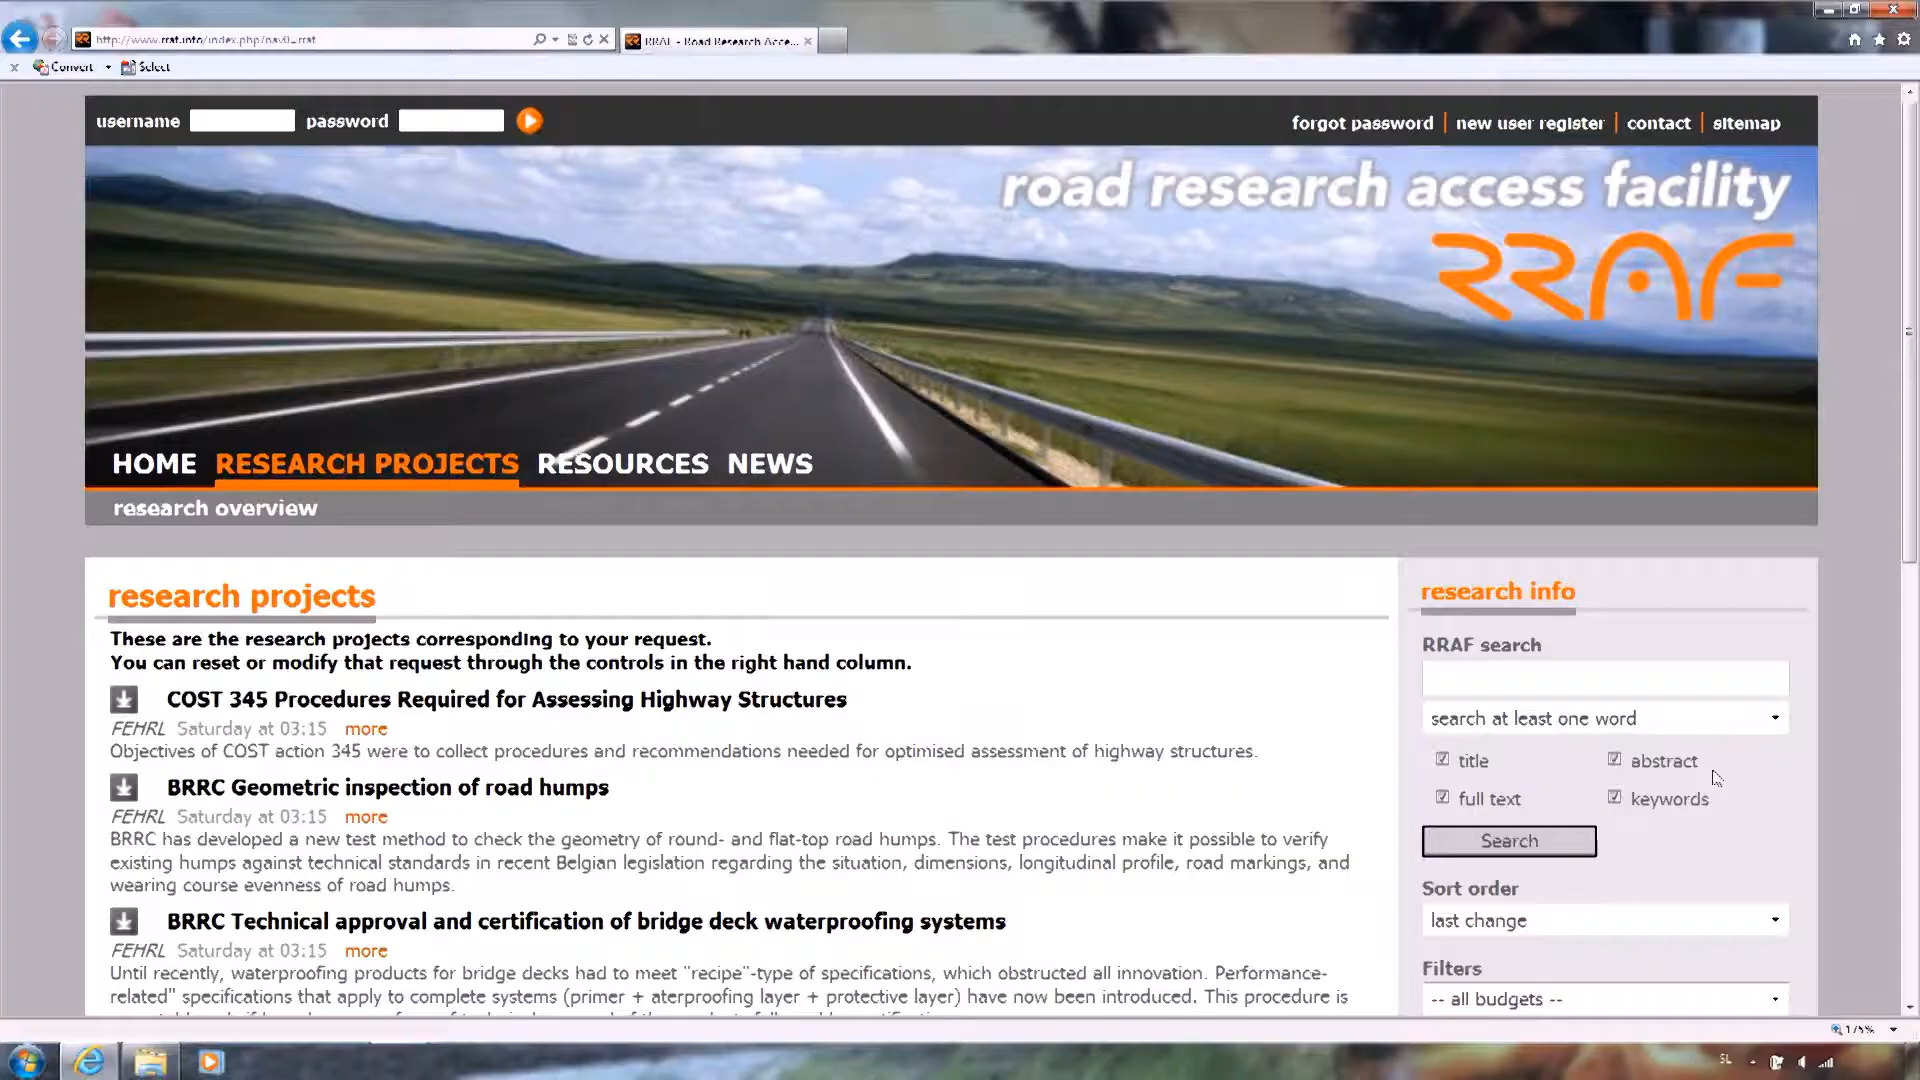 RRAF - Road Research Acce...
Convert Select
username password
forgot password new user register contact sitemap
road research access facility
RRAF
HOME RESEARCH PROJECTS RESOURCES NEWS
research overview
research projects
These are the research projects corresponding to your request.
You can reset or modify that request through the controls in the right hand column.
COST 345 Procedures Required for Assessing Highway Structures
FEHRL Saturday at 03:15 more
Objectives of COST action 345 were to collect procedures and recommendations needed for optimised assessment of highway structures.
BRRC Geometric inspection of road humps
FEHRL Saturday at 03:15 more
BRRC has developed a new test method to check the geometry of round- and flat-top road humps. The test procedures make it possible to verify
existing humps against technical standards in recent Belgian legislation regarding the situation, dimensions, longitudinal profile, road markings, and
wearing course evenness of road humps.
BRRC Technical approval and certification of bridge deck waterproofing systems
FEHRL Saturday at 03:15 more
Until recently, waterproofing products for bridge decks had to meet "recipe"-type of specifications, which obstructed all innovation. Performance-
related" specifications that apply to complete systems (primer + aterproofing layer + protective layer) have now been introduced. This procedure is
research info
RRAF search
search at least one word
title abstract
full text keywords
Search
Sort order
last change
Filters
-- all budgets --
175%
SL